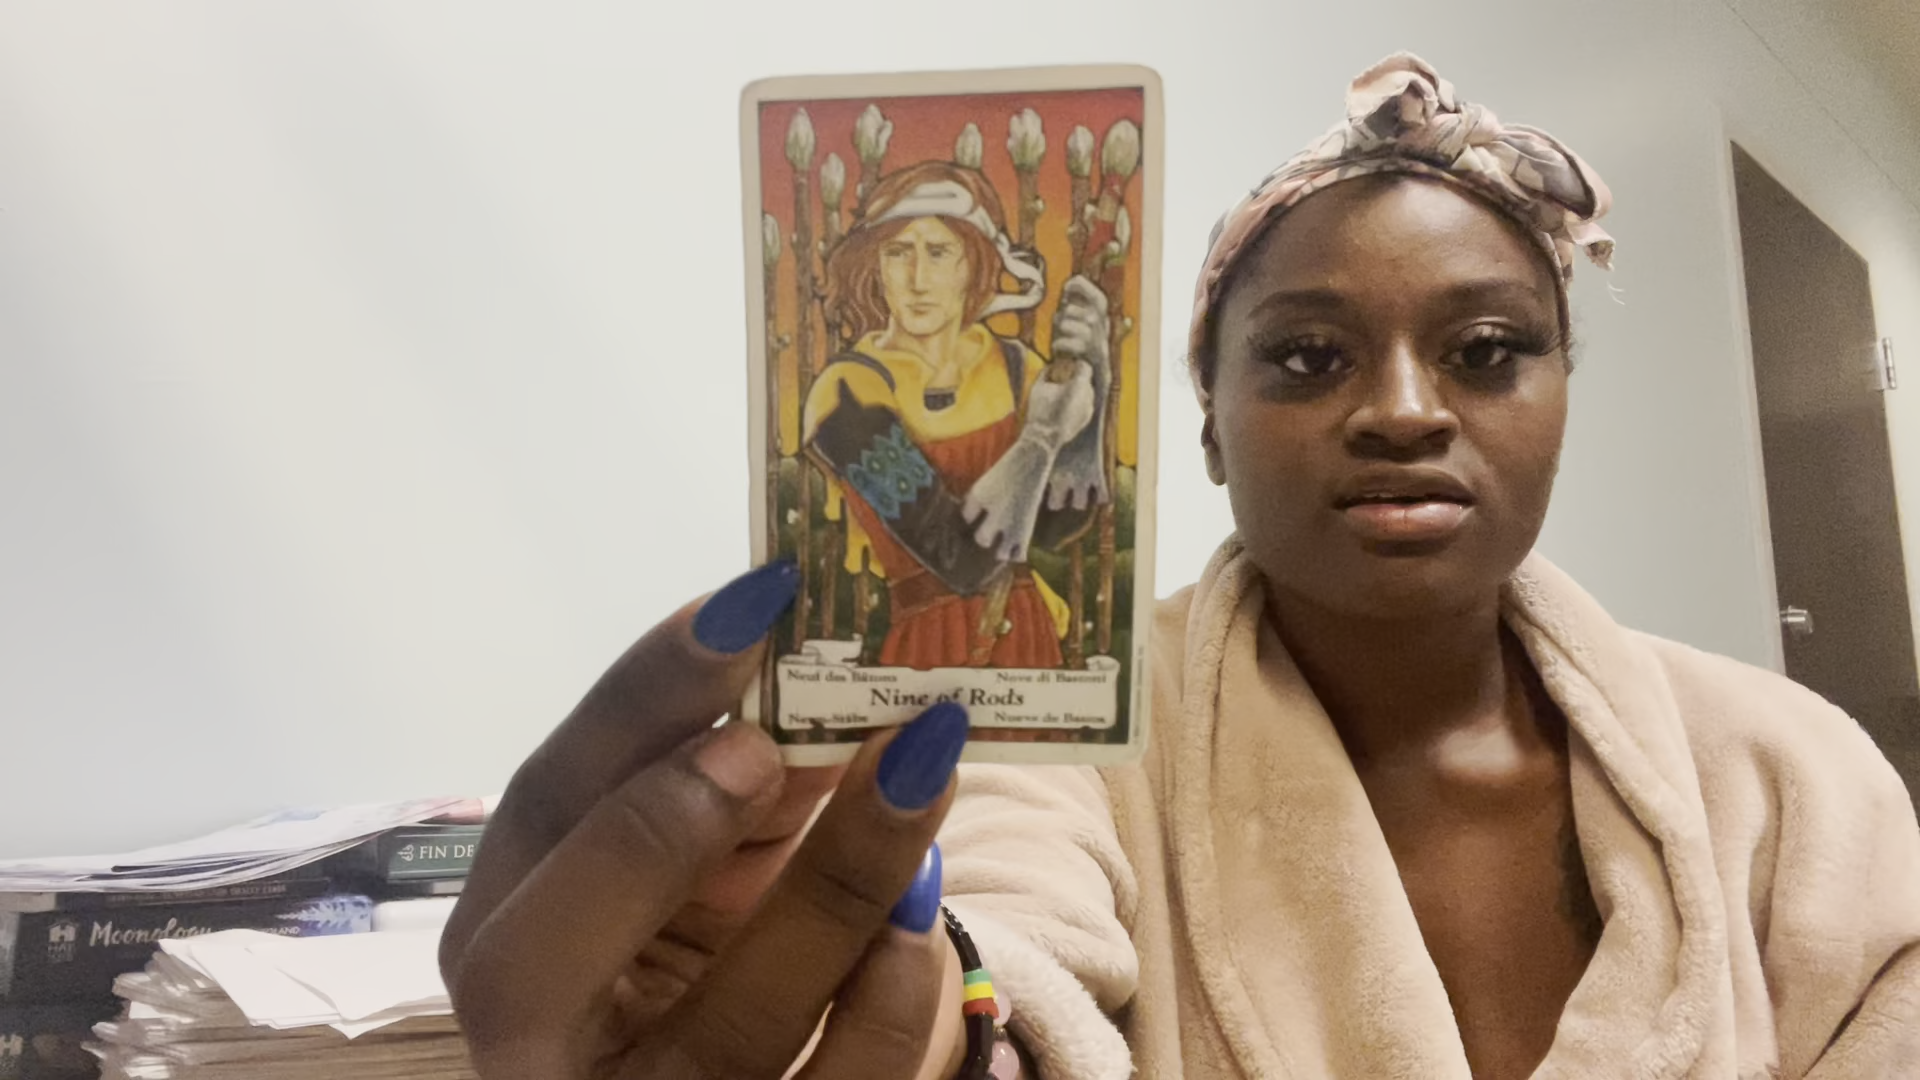 Neuf des Bâtons
Nove di Bastoni
Nine of Rods
Nueve de Bastos
FIN DE
Moonology